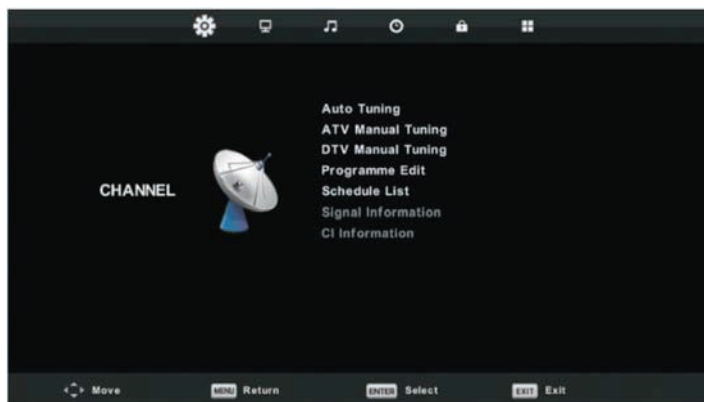 Auto Tuning
ATV Manual Tuning
DTV Manual Tuning
Programme Edit
CHANNEL
Schedule List
Signal Information
CI Information
Move MENU Return ENTER Select EXIT Exit